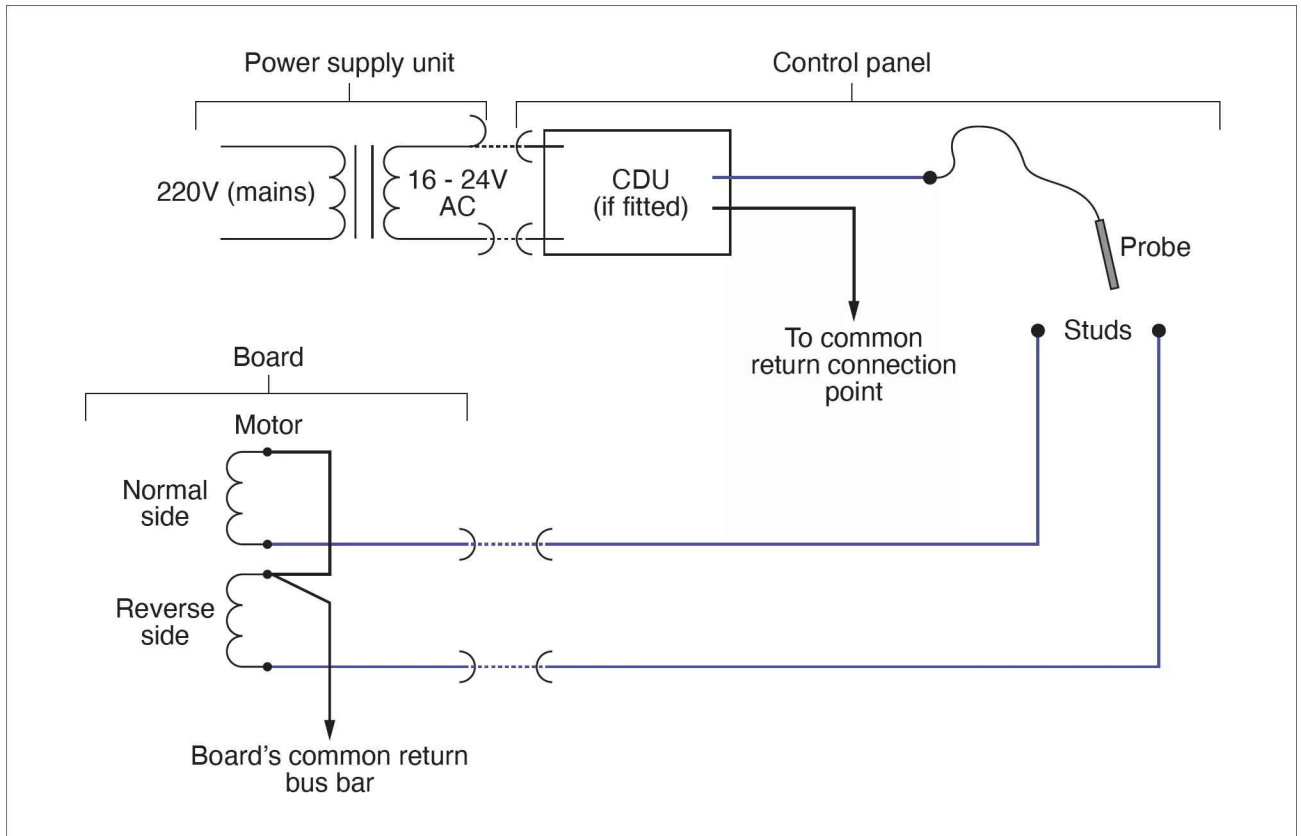 Power supply unit
Control panel
220V (mains)
16 - 24V
AC
CDU
(if fitted)
Probe
To common
return connection
point
Studs
Board
Motor
Normal
side
Reverse
side
Board’s common return
bus bar